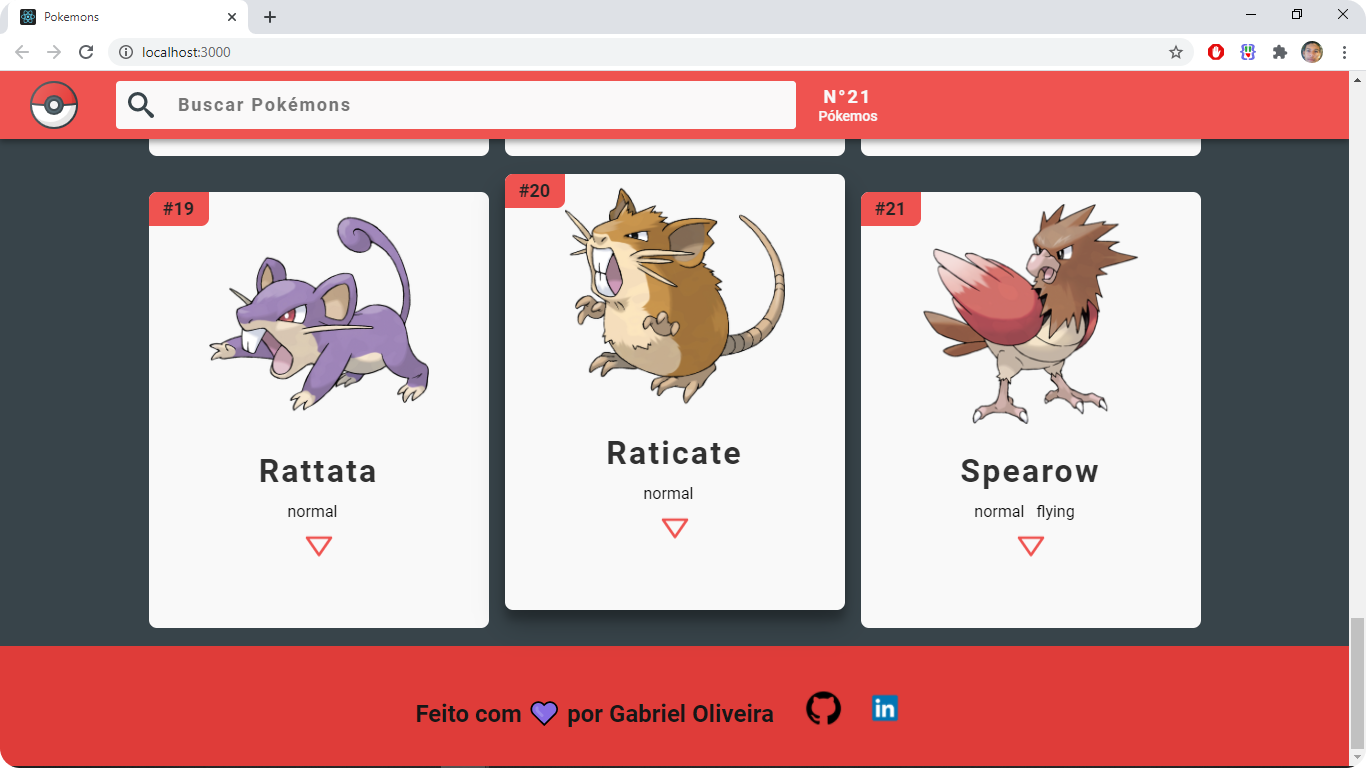 Pokemons
localhost:3000
Buscar Pokémons
N°21
Pókemos
#19
#20
#21
Rattata
Raticate
Spearow
normal
normal
normal flying
Feito com 💜 por Gabriel Oliveira
in